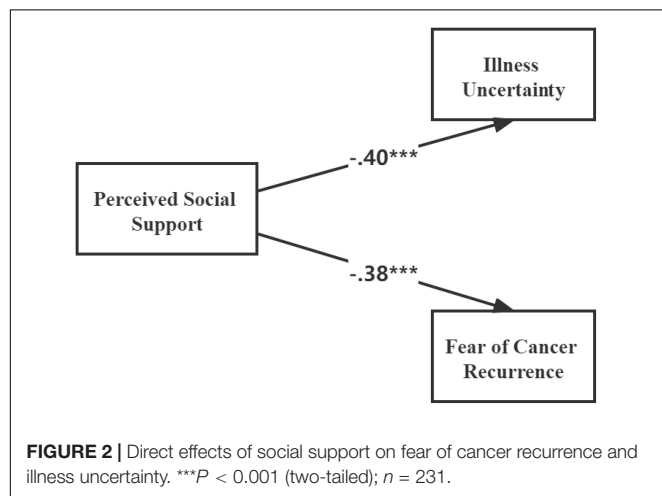 Illness
Uncertainty
-.40***
Perceived Social
Support
-.38***
Fear of Cancer
Recurrence
FIGURE 2 | Direct effects of social support on fear of cancer recurrence and
illness uncertainty. ***P < 0.001 (two-tailed); n = 231.